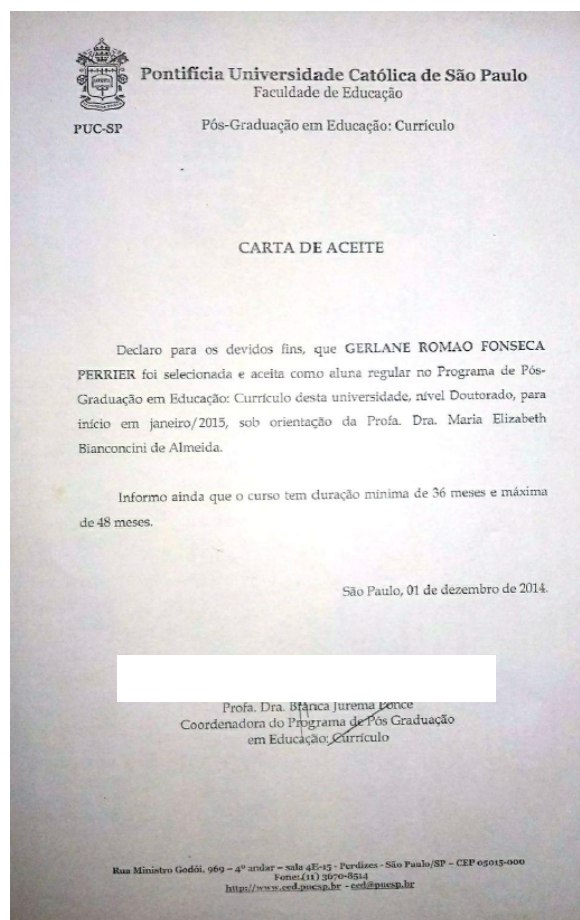 Pontifícia Universidade Católica de São Paulo
Faculdade de Educação
PUC-SP
Pós-Graduação em Educação: Currículo
CARTA DE ACEITE
Declaro para os devidos fins, que GERLANE ROMAO FONSECA
PERRIER foi selecionada e aceita como aluna regular no Programa de Pós-
Graduação em Educação: Currículo desta universidade, nível Doutorado, para
início em janeiro/2015, sob orientação da Profa. Dra. Maria Elizabeth
Bianconcini de Almeida.
Informo ainda que o curso tem duração mínima de 36 meses e máxima
de 48 meses.
São Paulo, 01 de dezembro de 2014.
Profa. Dra. Branca Jurema Ponce
Coordenadora do Programa de Pós Graduação
em Educação: Currículo
Rua Ministro Godói, 969 – 4º andar – sala 4E-15 - Perdizes - São Paulo/SP – CEP 05015-000
Fone: (11) 3670-8514
http://www.ced.pucsp.br - ced@pucsp.br